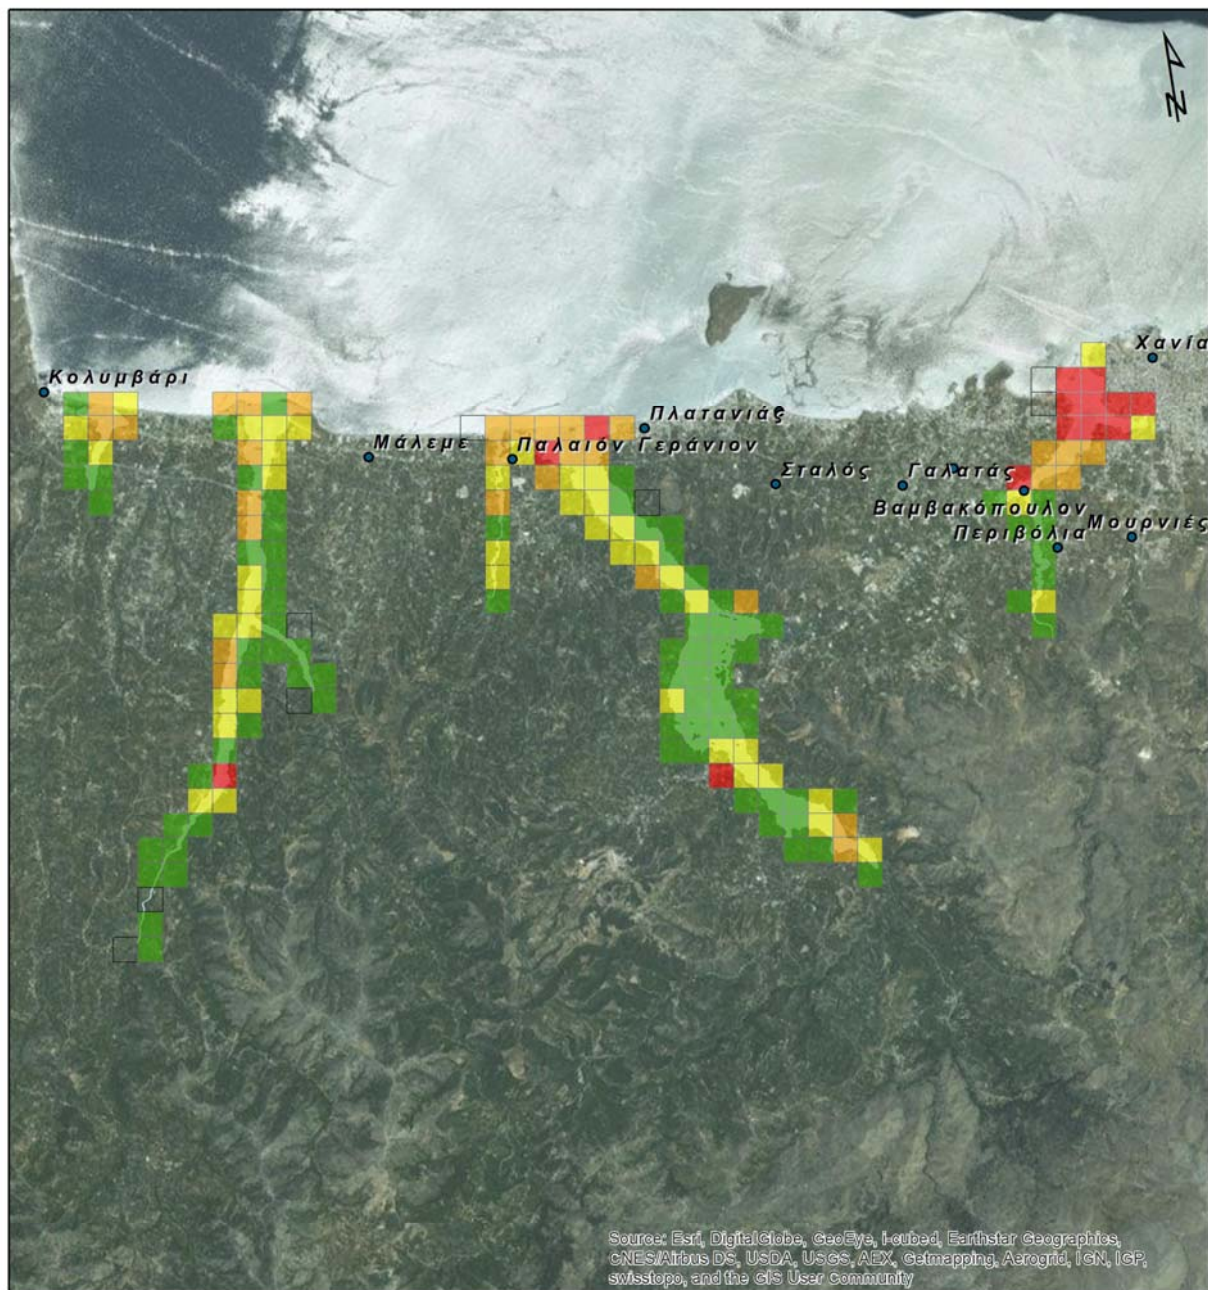 N
Χανία
Κολυμβάρι
Πλατανιάς
Μάλεμε
Παλαιόν Γεράνιον
Σταλός
Γαλατάς
Βαμβακόπουλον
Περιβόλια
Μουρνιές
Source: Esri, DigitalGlobe, GeoEye, i-cubed, Earthstar Geographics,
CNES/Airbus DS, USDA, USGS, AEX, Getmapping, Aerogrid, IGN, IGP,
swisstopo, and the GIS User Community